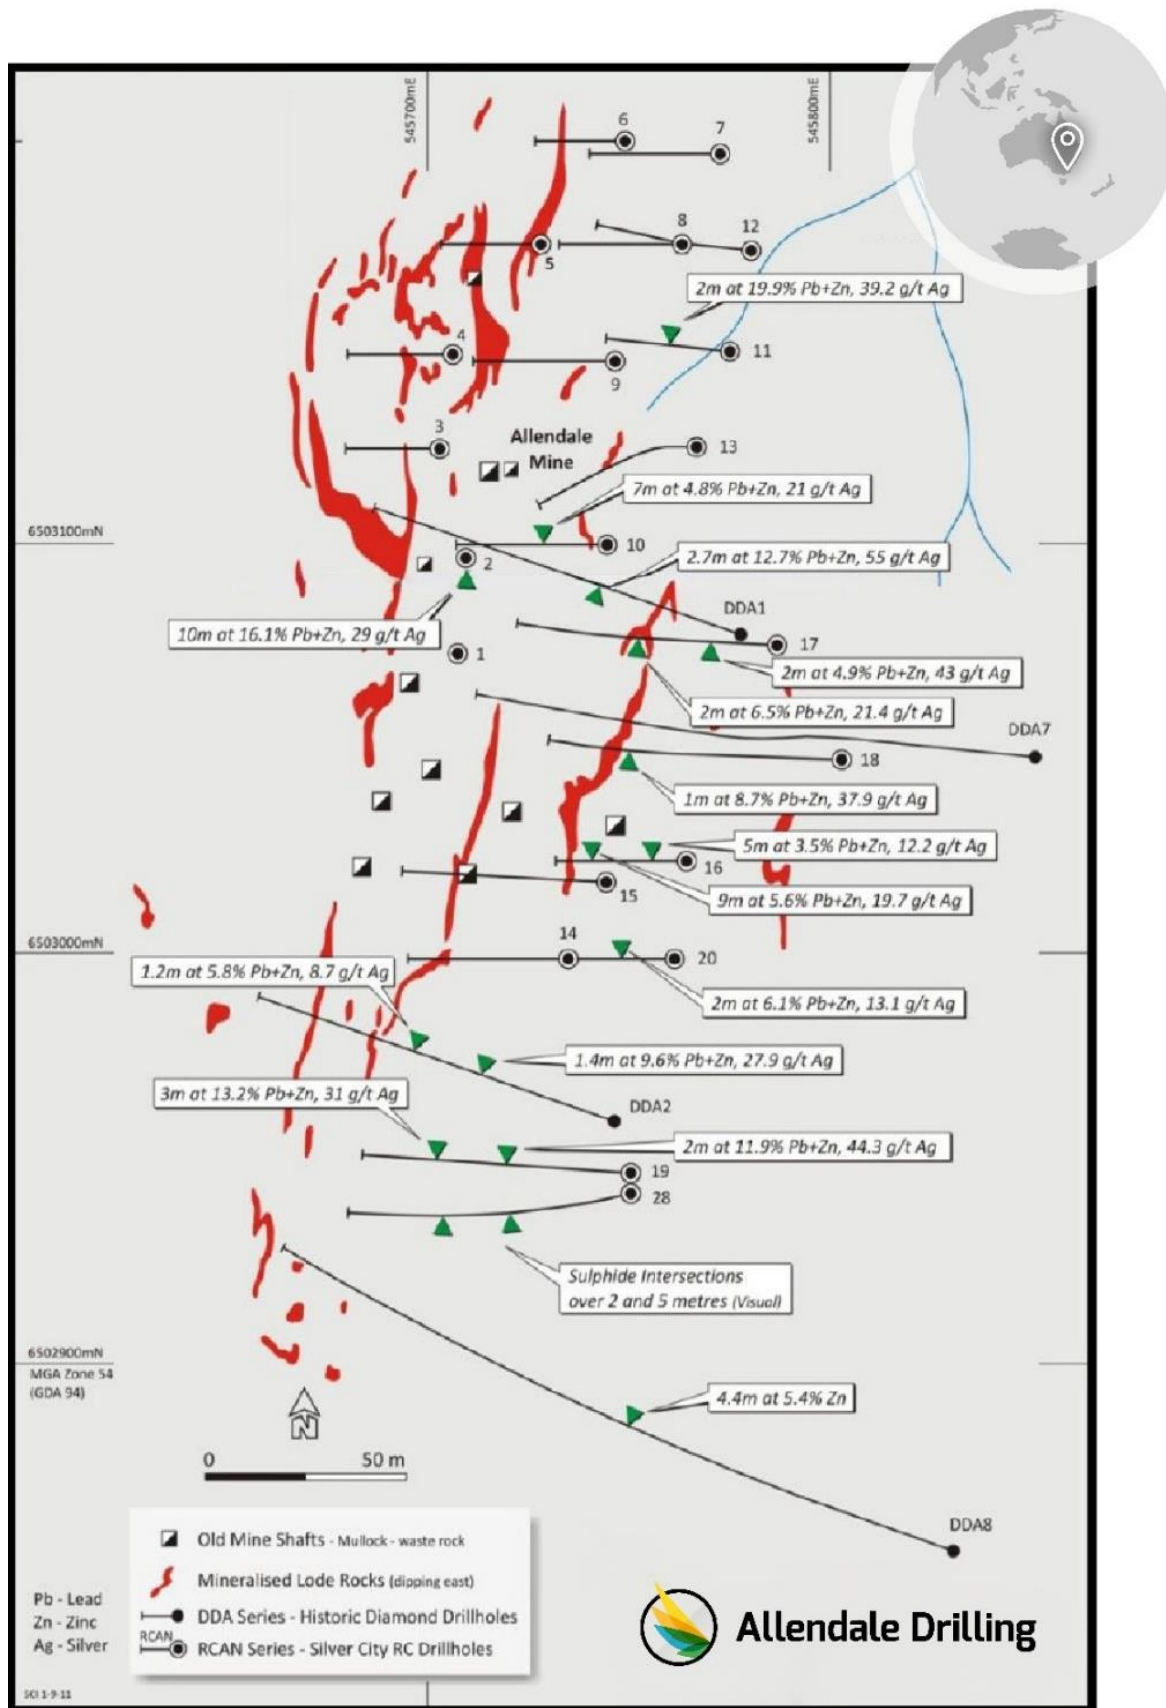 545700mE
545800mE
6
7
8
12
5
2m at 19.9% Pb+Zn, 39.2 g/t Ag
4
11
9
3
Allendale
Mine
13
7m at 4.8% Pb+Zn, 21 g/t Ag
6503100mN
10
2
2.7m at 12.7% Pb+Zn, 55 g/t Ag
DDA1
10m at 16.1% Pb+Zn, 29 g/t Ag
1
17
2m at 4.9% Pb+Zn, 43 g/t Ag
2m at 6.5% Pb+Zn, 21.4 g/t Ag
DDA7
18
1m at 8.7% Pb+Zn, 37.9 g/t Ag
5m at 3.5% Pb+Zn, 12.2 g/t Ag
16
15
9m at 5.6% Pb+Zn, 19.7 g/t Ag
14
6503000mN
20
1.2m at 5.8% Pb+Zn, 8.7 g/t Ag
2m at 6.1% Pb+Zn, 13.1 g/t Ag
1.4m at 9.6% Pb+Zn, 27.9 g/t Ag
3m at 13.2% Pb+Zn, 31 g/t Ag
DDA2
2m at 11.9% Pb+Zn, 44.3 g/t Ag
19
28
Sulphide Intersections
over 2 and 5 metres (Visual)
6502900mN
MGA Zone 54
(GDA 94)
4.4m at 5.4% Zn
N
0 50 m
DDA8
Old Mine Shafts - Mullock - waste rock
Mineralised Lode Rocks (dipping east)
DDA Series - Historic Diamond Drillholes
RCAN
RCAN Series - Silver City RC Drillholes
Pb - Lead
Zn - Zinc
Ag - Silver
Allendale Drilling
SCI 1-9-11